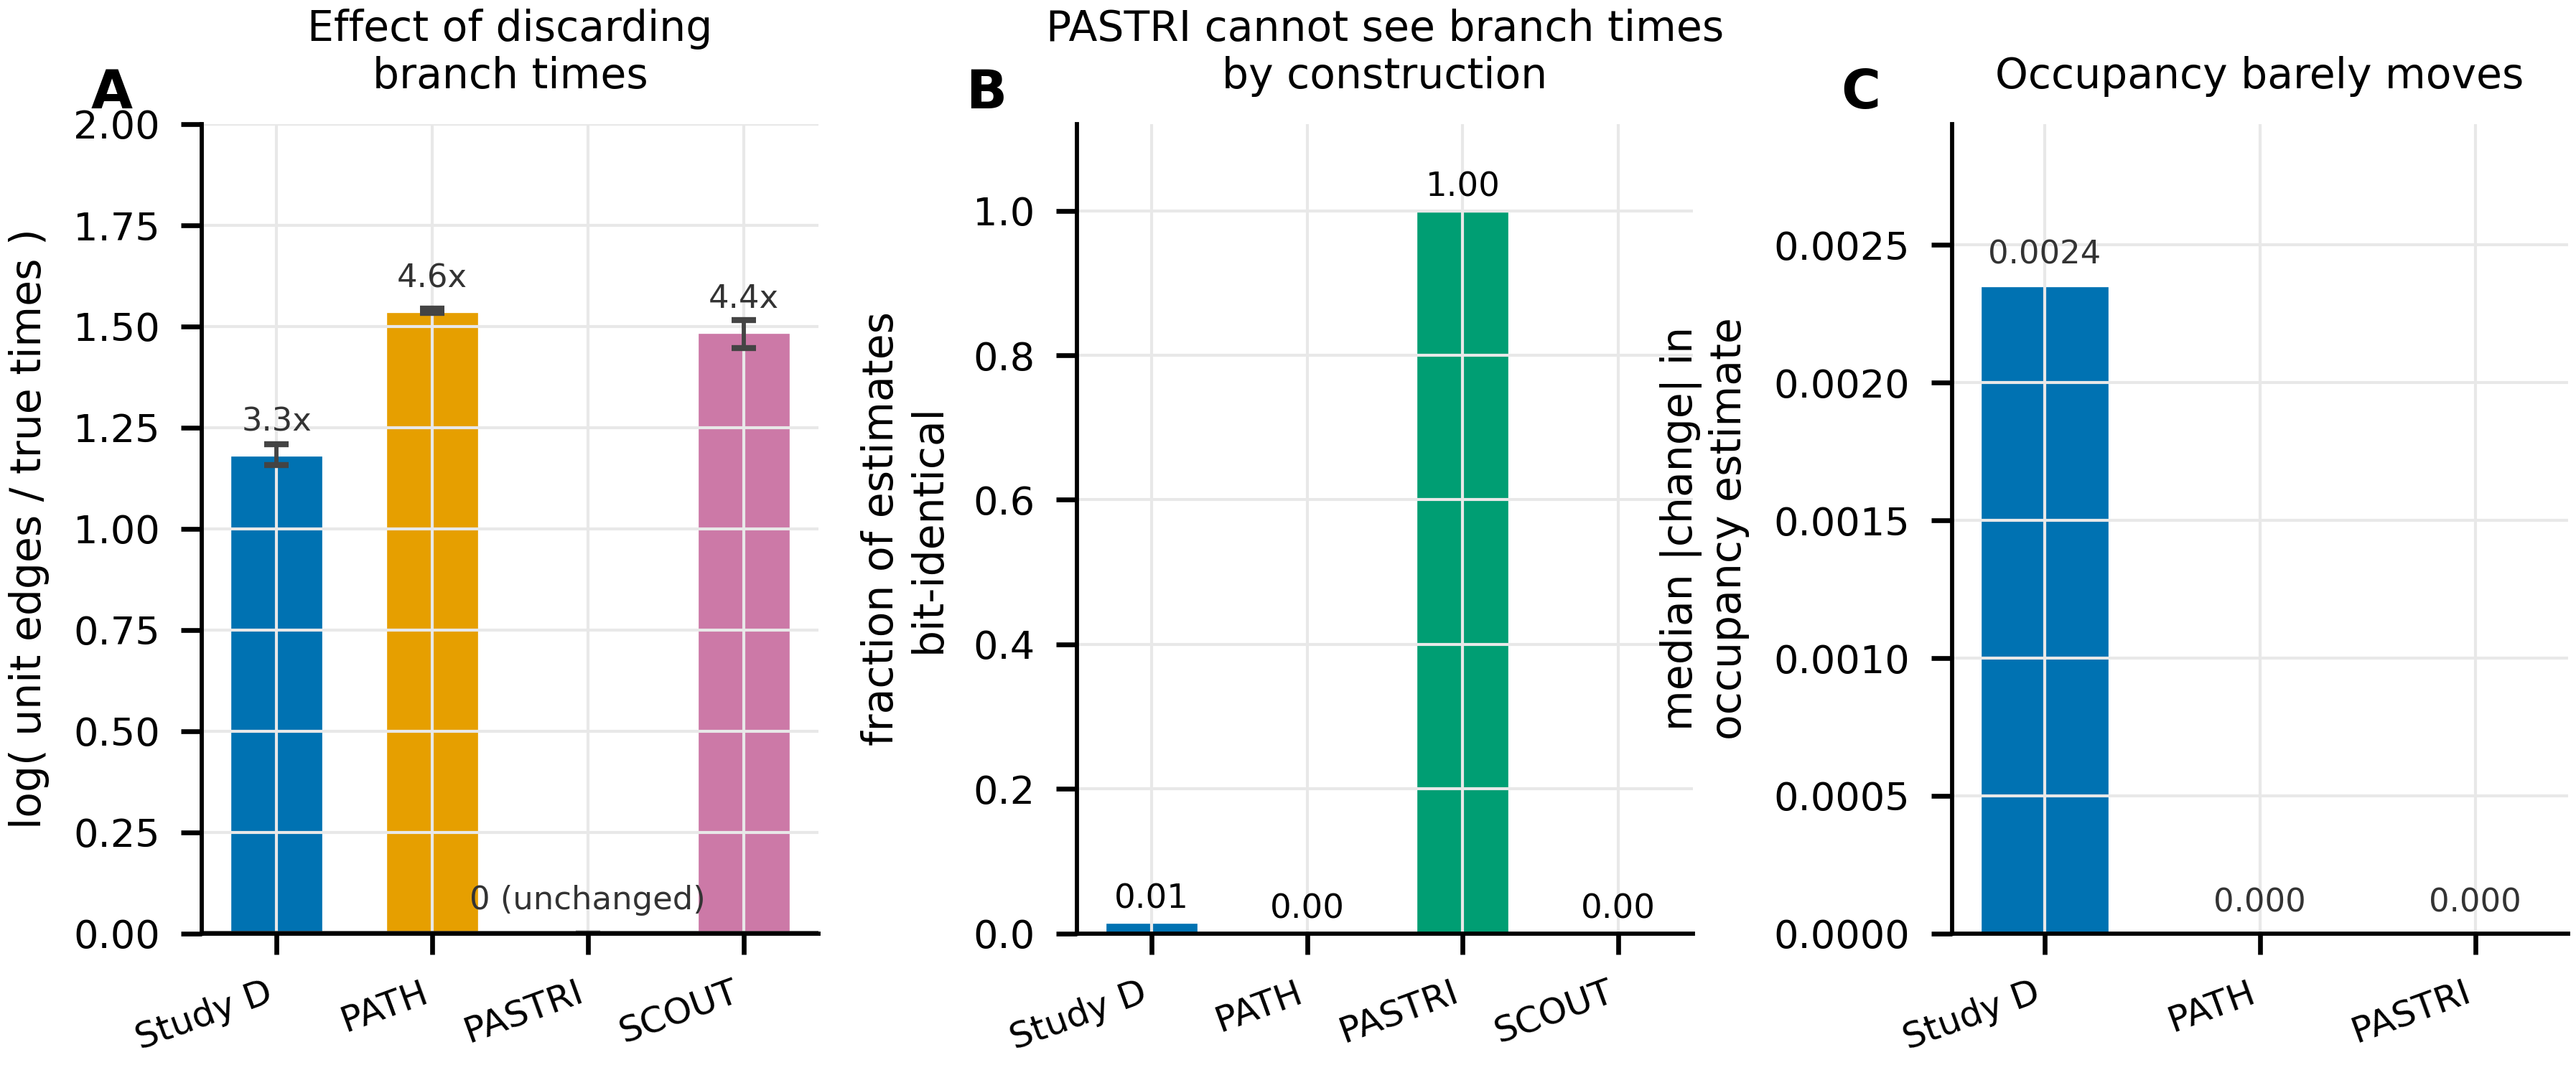 A
Effect of discarding
branch times
log( unit edges / true times )
2.00
1.75
1.50
1.25
1.00
0.75
0.50
0.25
0.00
3.3x
4.6x
0 (unchanged)
4.4x
Study D
PATH
PASTRI
SCOUT
B
PASTRI cannot see branch times
by construction
fraction of estimates
bit-identical
1.0
0.8
0.6
0.4
0.2
0.0
0.01
0.00
1.00
0.00
Study D
PATH
PASTRI
SCOUT
C
Occupancy barely moves
median |change| in
occupancy estimate
0.0025
0.0020
0.0015
0.0010
0.0005
0.0000
0.0024
0.000
0.000
Study D
PATH
PASTRI